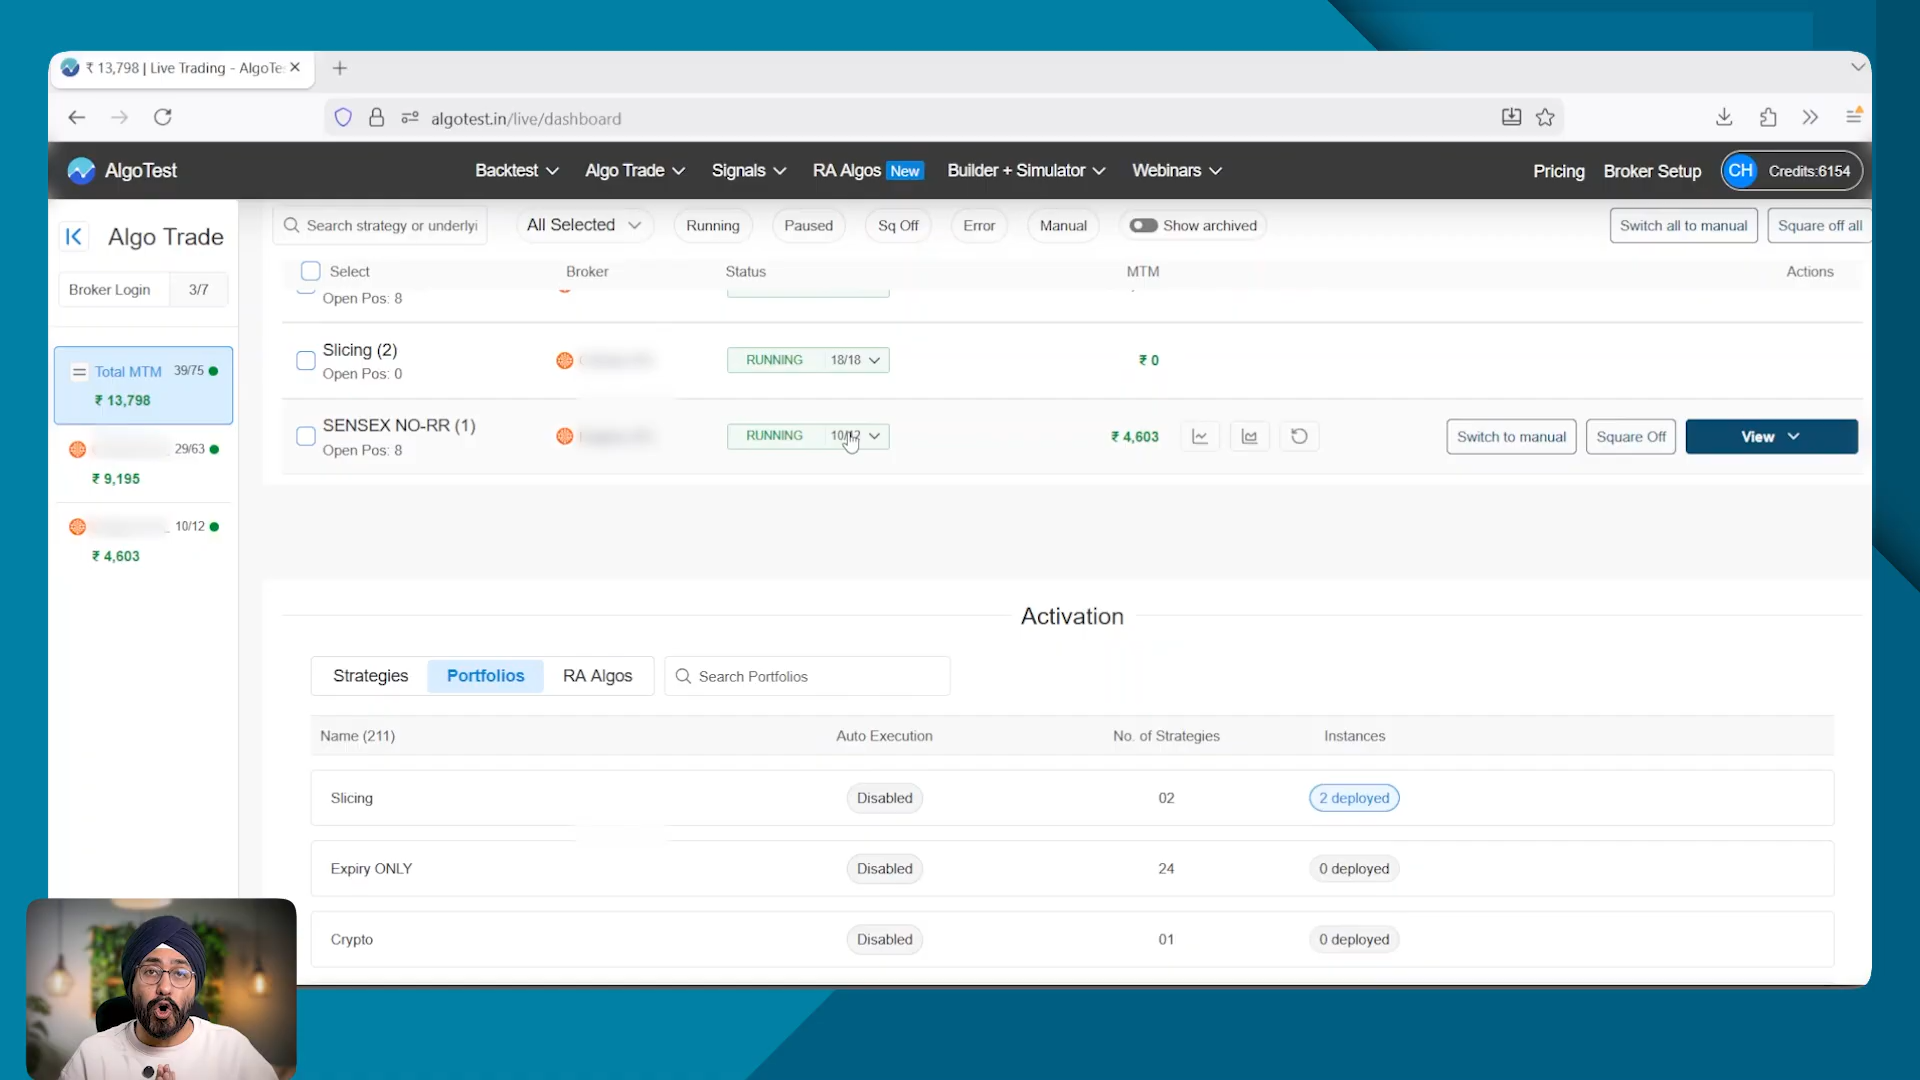 ₹ 13,798 | Live Trading - AlgoTe
algotest.in/live/dashboard
AlgoTest
Backtest
Algo Trade
Signals
RA Algos New
Builder + Simulator
Webinars
Pricing
Broker Setup
CH Credits:6154
Algo Trade
Broker Login 3/7
Total MTM 39/75
₹ 13,798
29/63
₹ 9,195
10/12
₹ 4,603
Search strategy or underlyi
All Selected
Running
Paused
Sq Off
Error
Manual
Show archived
Switch all to manual
Square off all
Select Broker Status MTM Actions
Open Pos: 8
Slicing (2)
Open Pos: 0
RUNNING 18/18
₹ 0
SENSEX NO-RR (1)
Open Pos: 8
RUNNING 10/12
₹ 4,603
Switch to manual
Square Off
View
Activation
Strategies
Portfolios
RA Algos
Search Portfolios
Name (211) Auto Execution No. of Strategies Instances
Slicing Disabled 02 2 deployed
Expiry ONLY Disabled 24 0 deployed
Crypto Disabled 01 0 deployed